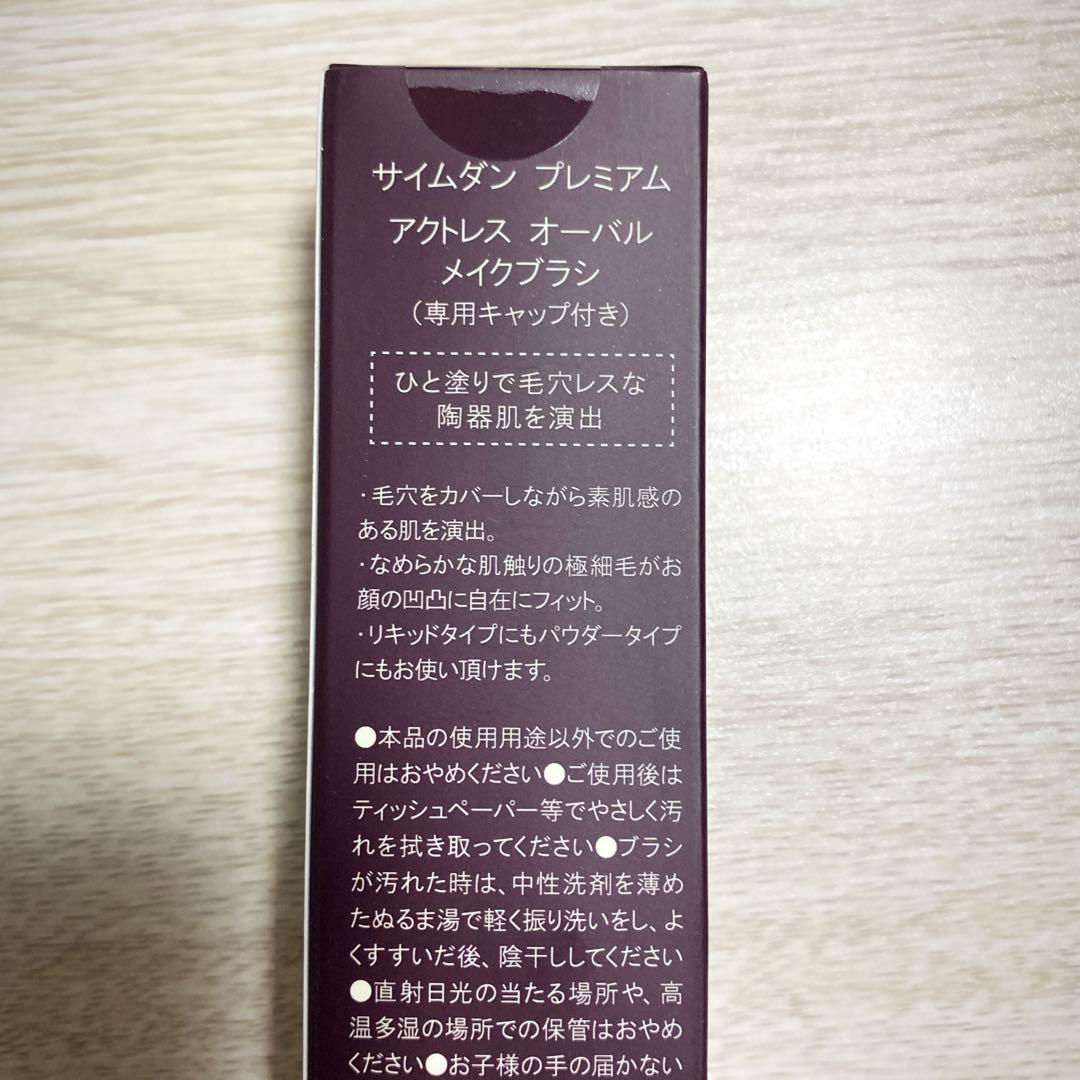 サイムダン プレミアム
アクトレス オーバル
メイクブラシ
（専用キャップ付き）
ひと塗りで毛穴レスな
陶器肌を演出
・毛穴をカバーしながら素肌感の
ある肌を演出。
・なめらかな肌触りの極細毛がお
顔の凹凸に自在にフィット。
・リキッドタイプにもパウダータイプ
にもお使い頂けます。
●本品の使用用途以外でのご使
用はおやめください●ご使用後は
ティッシュペーパー等でやさしく汚
れを拭き取ってください●ブラシ
が汚れた時は、中性洗剤を薄め
たぬるま湯で軽く振り洗いをし、よ
くすすいだ後、陰干ししてください
●直射日光の当たる場所や、高
温多湿の場所での保管はおやめ
ください●お子様の手の届かない